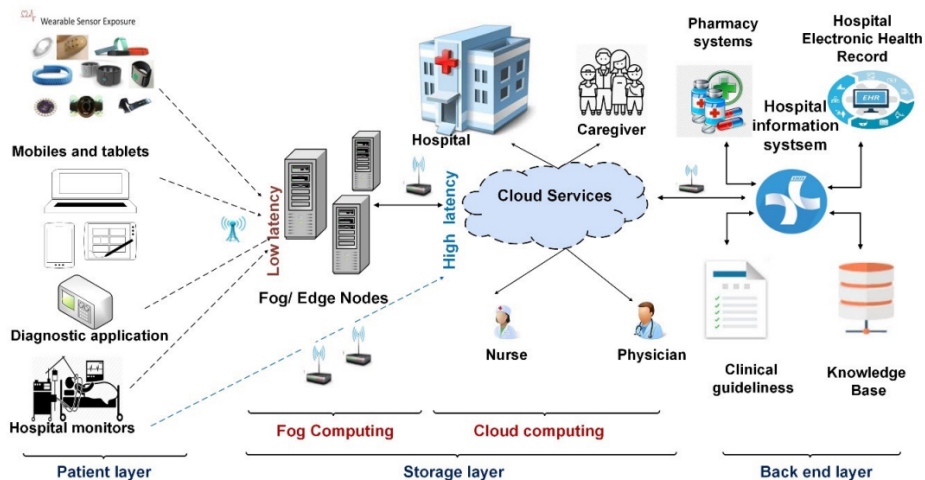 Wearable Sensor Exposure
Mobiles and tablets
Diagnostic application
Hospital monitors
Low latency
Fog/ Edge Nodes
High latency
Hospital
Caregiver
Cloud Services
Nurse
Physician
Pharmacy
systems
Hospital
Electronic Health
Record
EHR
Hospital
information
systsem
Clinical
guideliness
Knowledge
Base
Fog Computing
Cloud computing
Patient layer
Storage layer
Back end layer